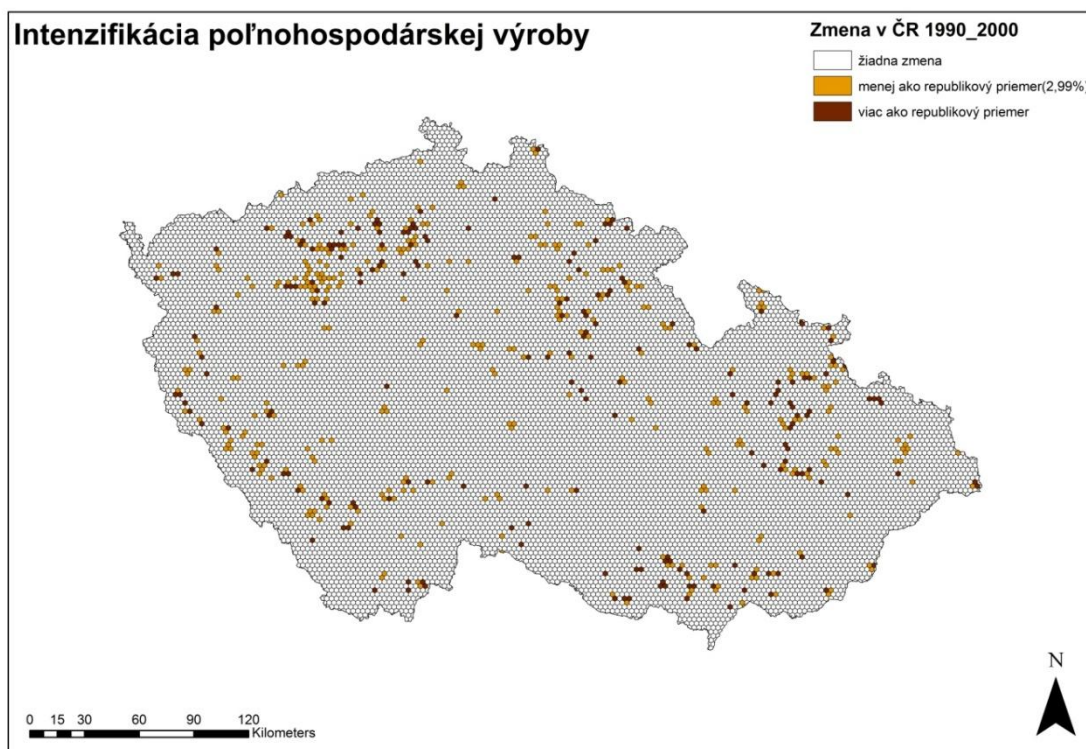 Intenzifikácia poľnohospodárskej výroby
Zmena v ČR 1990_2000
žiadna zmena
menej ako republikový priemer(2,99%)
viac ako republikový priemer
N
0 15 30 60 90 120
Kilometers